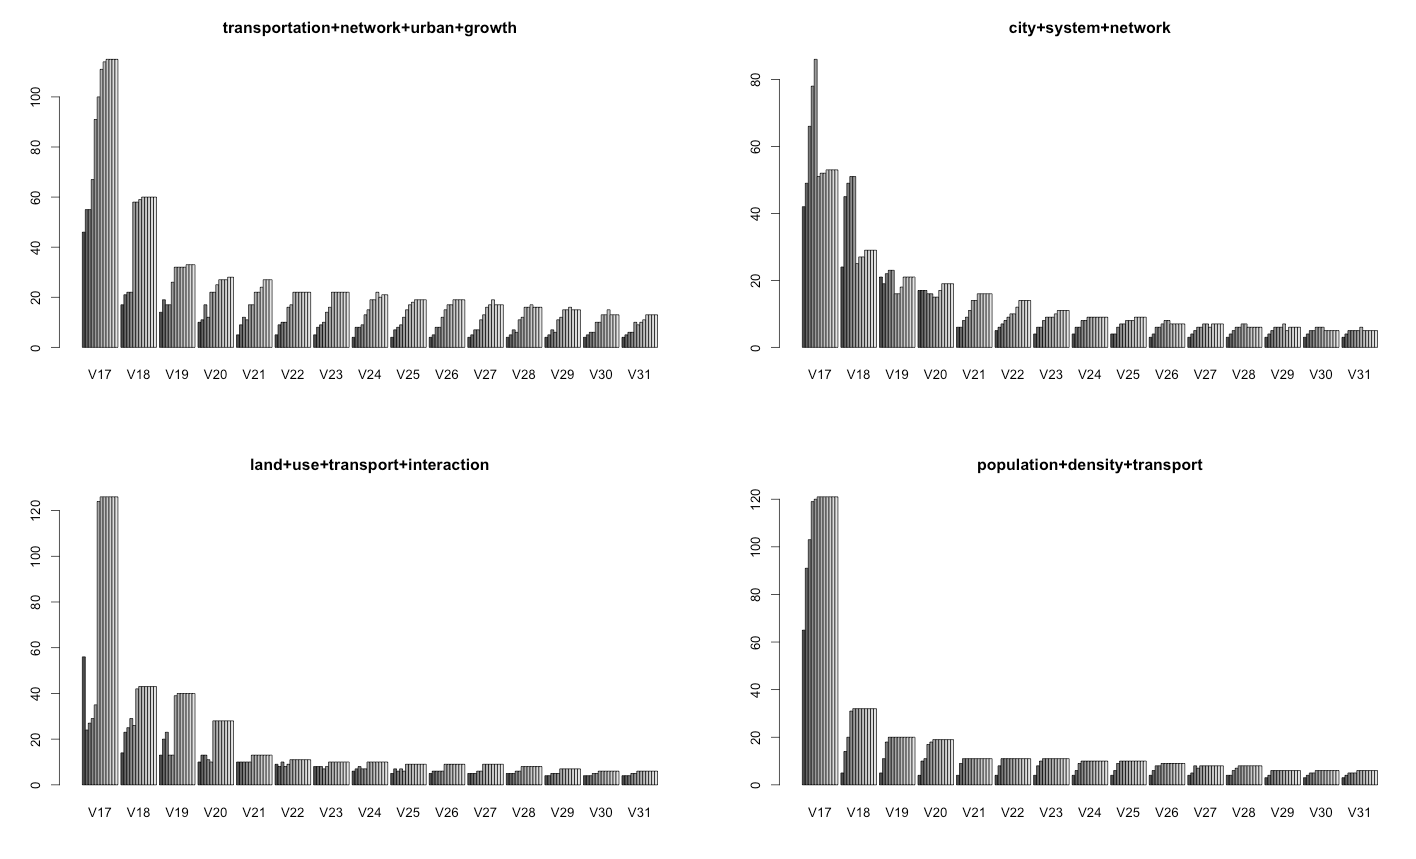 transportation+network+urban+growth
0 20 40 60 80 100
V17 V18 V19 V20 V21 V22 V23 V24 V25 V26 V27 V28 V29 V30 V31
city+system+network
0 20 40 60 80
V17 V18 V19 V20 V21 V22 V23 V24 V25 V26 V27 V28 V29 V30 V31
land+use+transport+interaction
0 20 40 60 80 100 120
V17 V18 V19 V20 V21 V22 V23 V24 V25 V26 V27 V28 V29 V30 V31
population+density+transport
0 20 40 60 80 100 120
V17 V18 V19 V20 V21 V22 V23 V24 V25 V26 V27 V28 V29 V30 V31